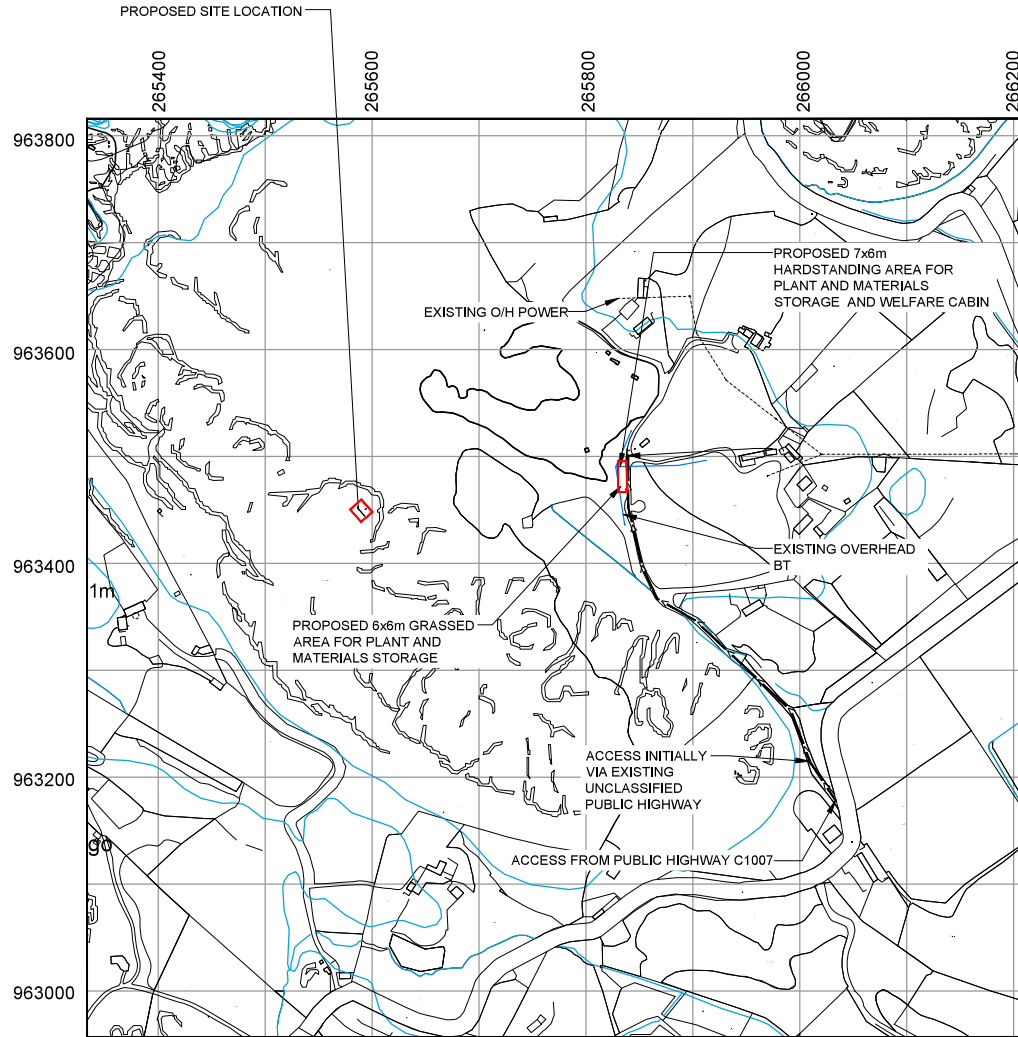 PROPOSED SITE LOCATION
265400
265600
265800
266000
266200
963800
963600
963400
963200
963000
PROPOSED 7x6m
HARDSTANDING AREA FOR
PLANT AND MATERIALS
STORAGE AND WELFARE CABIN
EXISTING O/H POWER
EXISTING OVERHEAD
BT
1m
PROPOSED 6x6m GRASSED
AREA FOR PLANT AND
MATERIALS STORAGE
ACCESS INITIALLY
VIA EXISTING
UNCLASSIFIED
PUBLIC HIGHWAY
go
ACCESS FROM PUBLIC HIGHWAY C1007